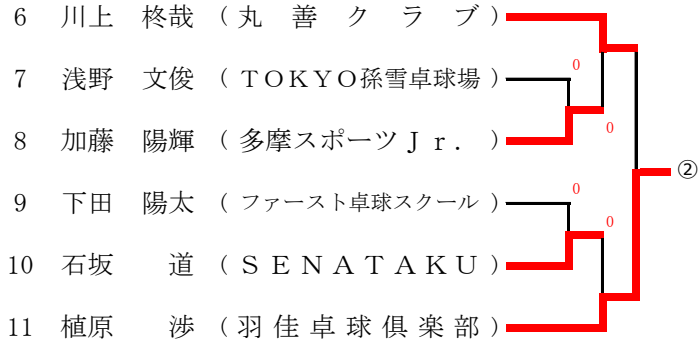 6 川上 柊哉 (丸善クラブ)
0
7 浅野 文俊 (TOKYO孫雪卓球場)
0
8 加藤 陽輝 (多摩スポーツJr. )
②
0
9 下田 陽太 (ファースト卓球スクール)
0
10 石坂 道 (SENATAKU)
11 植原 渉 (羽佳卓球倶楽部)